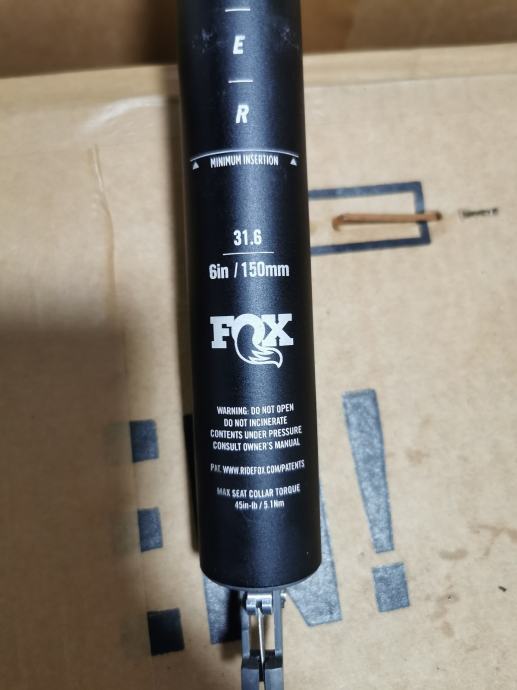 E
R
MINIMUM INSERTION
31.6
6in / 150mm
FOX
WARNING: DO NOT OPEN
DO NOT INCINERATE
CONTENTS UNDER PRESSURE
CONSULT OWNER'S MANUAL
PAT. WWW.RIDEFOX.COM/PATENTS
MAX SEAT COLLAR TORQUE
45in-lb / 5.1Nm